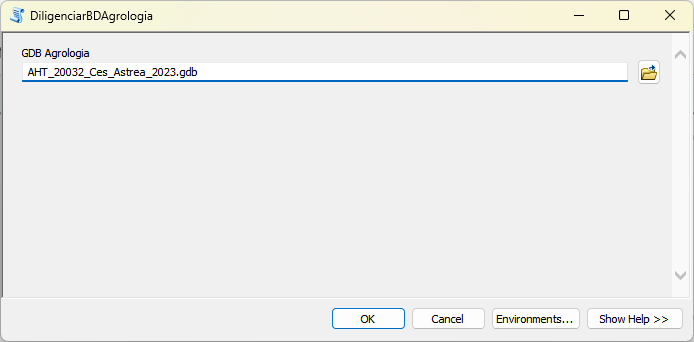 DiligenciarBDAgrologia
GDB Agrologia
AHT_20032_Ces_Astrea_2023.gdb
OK
Cancel
Environments...
Show Help >>